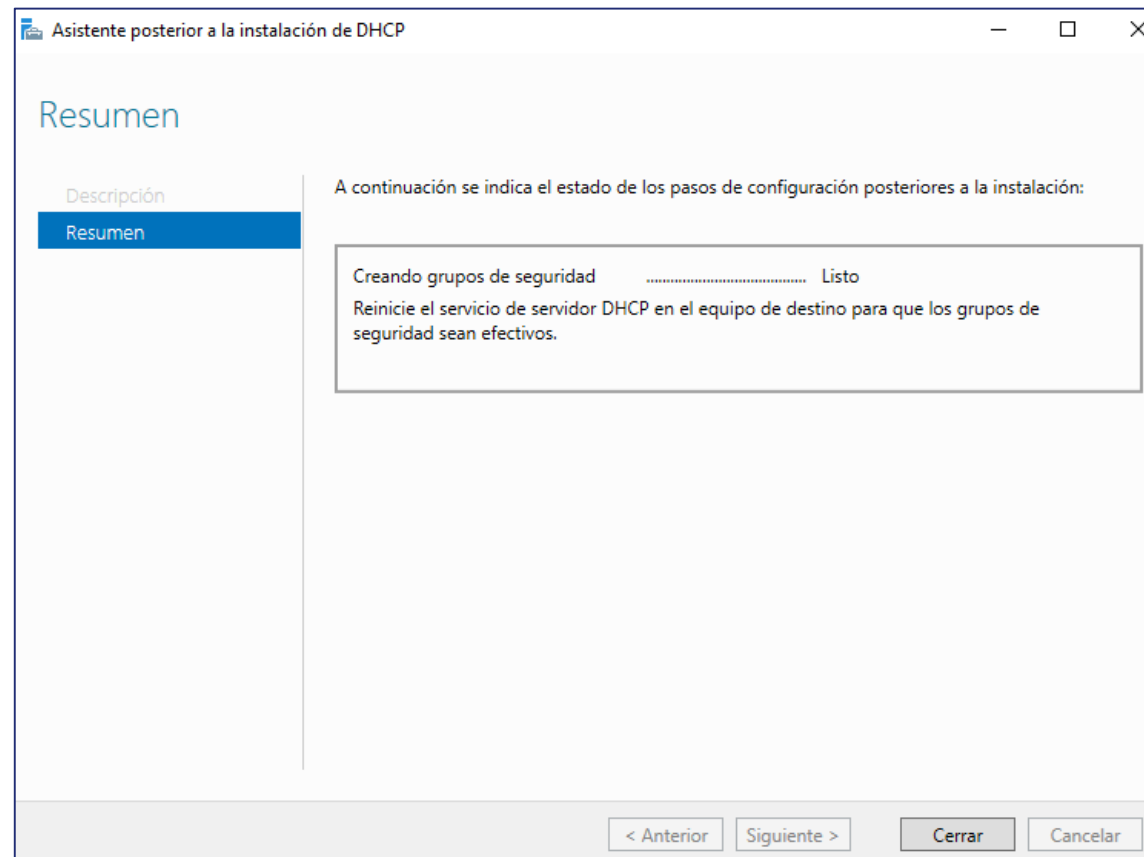 Asistente posterior a la instalación de DHCP
Resumen
Descripción
Resumen
A continuación se indica el estado de los pasos de configuración posteriores a la instalación:
Creando grupos de seguridad ........................................ Listo
Reinicie el servicio de servidor DHCP en el equipo de destino para que los grupos de
seguridad sean efectivos.
< Anterior Siguiente > Cerrar Cancelar